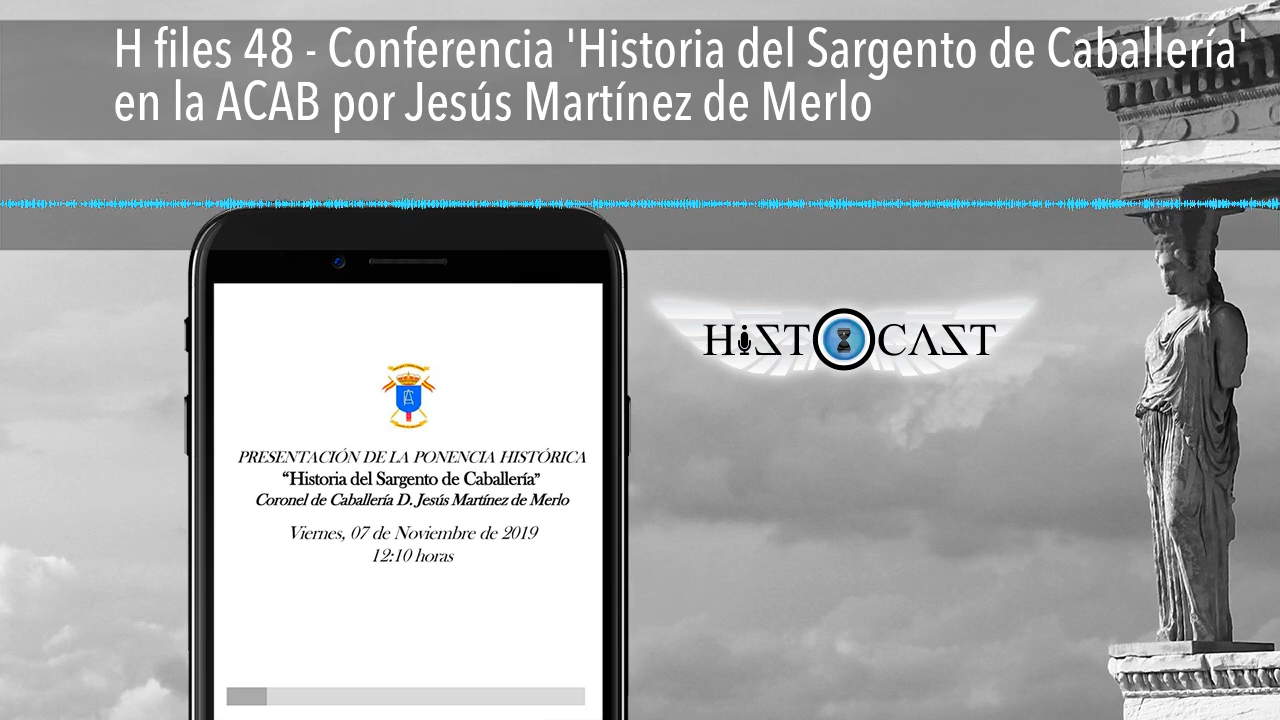 H files 48 - Conferencia 'Historia del Sargento de Caballería'
en la ACAB por Jesús Martínez de Merlo
HISTOCAST
PRESENTACIÓN DE LA PONENCIA HISTÓRICA
“Historia del Sargento de Caballería”
Coronel de Caballería D. Jesús Martínez de Merlo
Viernes, 07 de Noviembre de 2019
12:10 horas